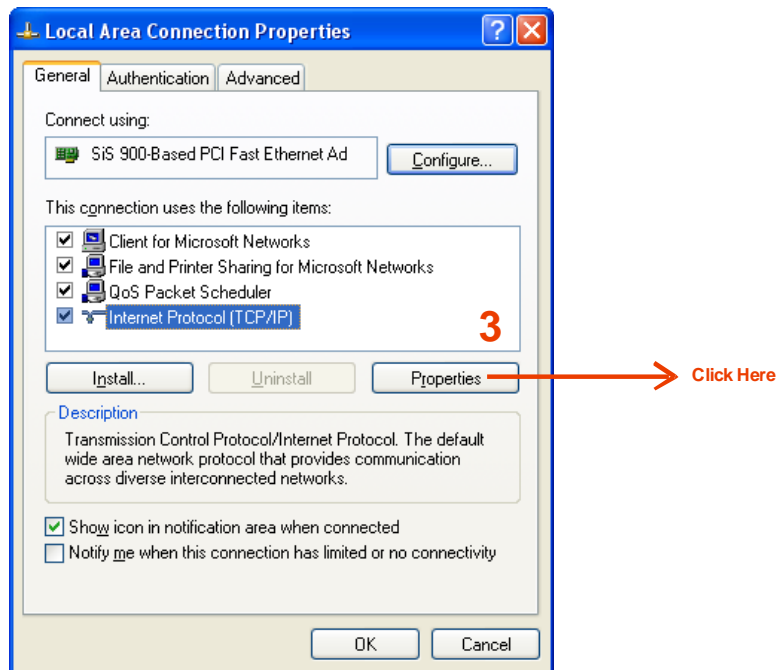 Local Area Connection Properties
General Authentication Advanced
Connect using:
SiS 900-Based PCI Fast Ethernet Ad Configure...
This connection uses the following items:
Client for Microsoft Networks
File and Printer Sharing for Microsoft Networks
QoS Packet Scheduler
Internet Protocol (TCP/IP)
3
Install... Uninstall Properties Click Here
Description
Transmission Control Protocol/Internet Protocol. The default
wide area network protocol that provides communication
across diverse interconnected networks.
Show icon in notification area when connected
Notify me when this connection has limited or no connectivity
OK Cancel